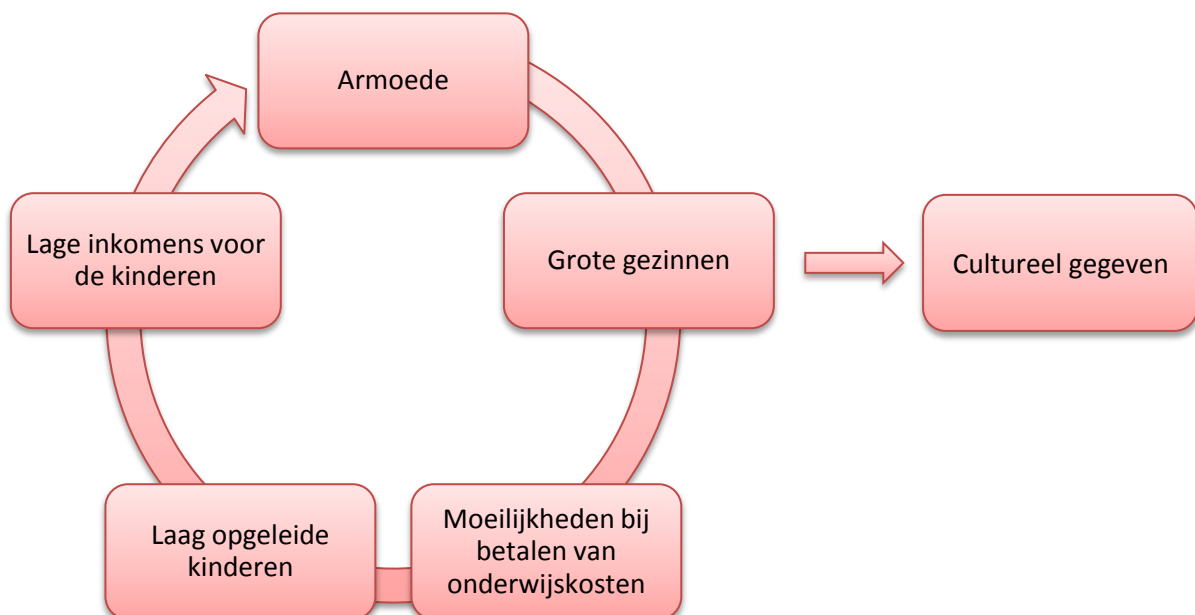 Armoede
Grote gezinnen
Cultureel gegeven
Moeilijkheden bij
betalen van
onderwijskosten
Laag opgeleide
kinderen
Lage inkomens voor
de kinderen